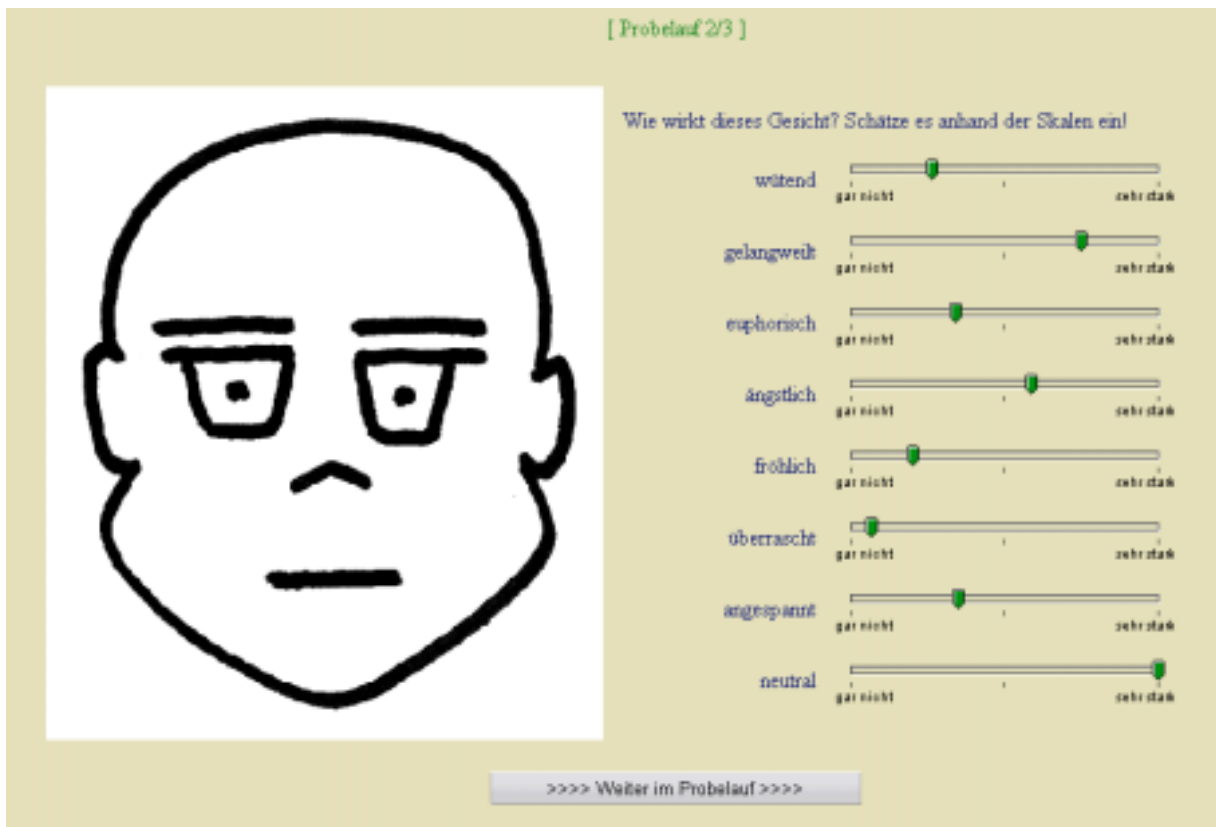 [ Probelauf 2/3 ]
Wie wirkt dieses Gesicht? Schätze es anhand der Skalen ein!
wütend
gar nicht sehr stark
gelangweilt
gar nicht sehr stark
euphorisch
gar nicht sehr stark
ängstlich
gar nicht sehr stark
fröhlich
gar nicht sehr stark
überrascht
gar nicht sehr stark
angespannt
gar nicht sehr stark
neutral
gar nicht sehr stark
>>>> Weiter im Probelauf >>>>